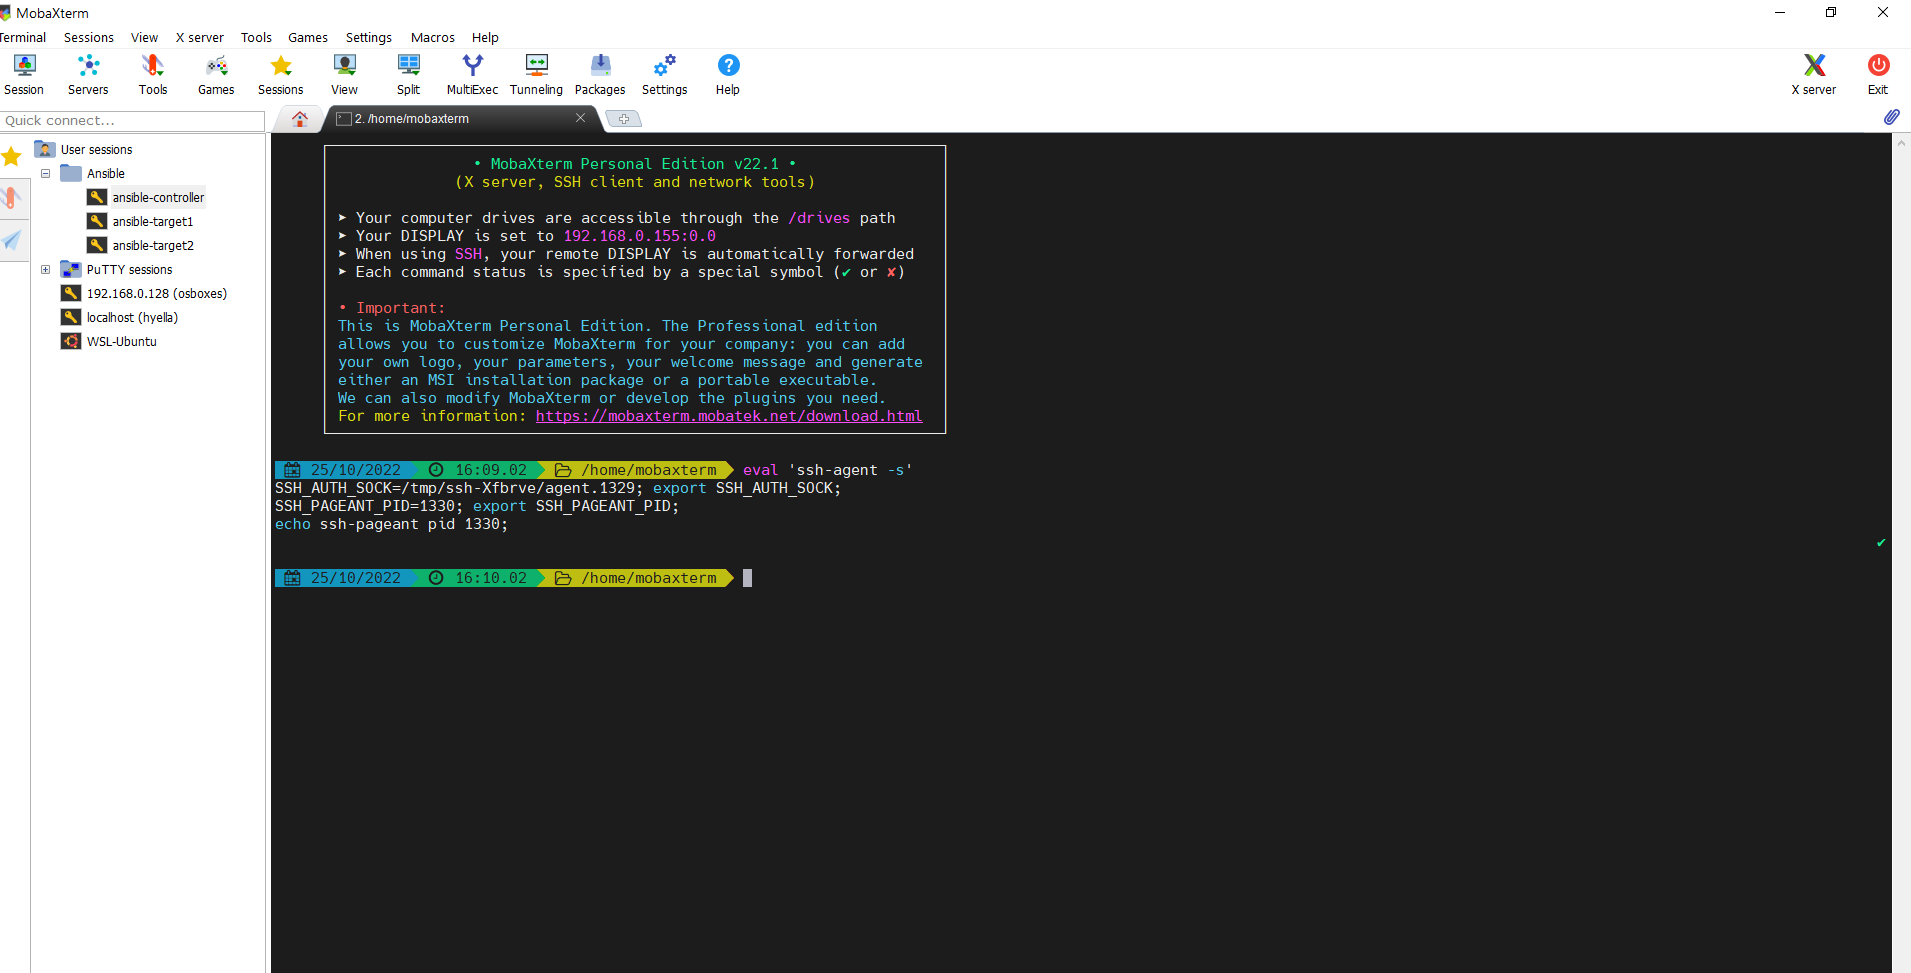 MobaXterm
Terminal Sessions View X server Tools Games Settings Macros Help
Session Servers Tools Games Sessions View Split MultiExec Tunneling Packages Settings Help X server Exit
Quick connect...
2. /home/mobaxterm
User sessions
Ansible
ansible-controller
ansible-target1
ansible-target2
PuTTY sessions
192.168.0.128 (osboxes)
localhost (hyella)
WSL-Ubuntu
• MobaXterm Personal Edition v22.1 •
(X server, SSH client and network tools)
➤ Your computer drives are accessible through the /drives path
➤ Your DISPLAY is set to 192.168.0.155:0.0
➤ When using SSH, your remote DISPLAY is automatically forwarded
➤ Each command status is specified by a special symbol (✔ or ✘)
• Important:
This is MobaXterm Personal Edition. The Professional edition
allows you to customize MobaXterm for your company: you can add
your own logo, your parameters, your welcome message and generate
either an MSI installation package or a portable executable.
We can also modify MobaXterm or develop the plugins you need.
For more information: https://mobaxterm.mobatek.net/download.html
25/10/2022 16:09.02 /home/mobaxterm eval 'ssh-agent -s'
SSH_AUTH_SOCK=/tmp/ssh-Xfbrve/agent.1329; export SSH_AUTH_SOCK;
SSH_PAGEANT_PID=1330; export SSH_PAGEANT_PID;
echo ssh-pageant pid 1330;
✔
25/10/2022 16:10.02 /home/mobaxterm